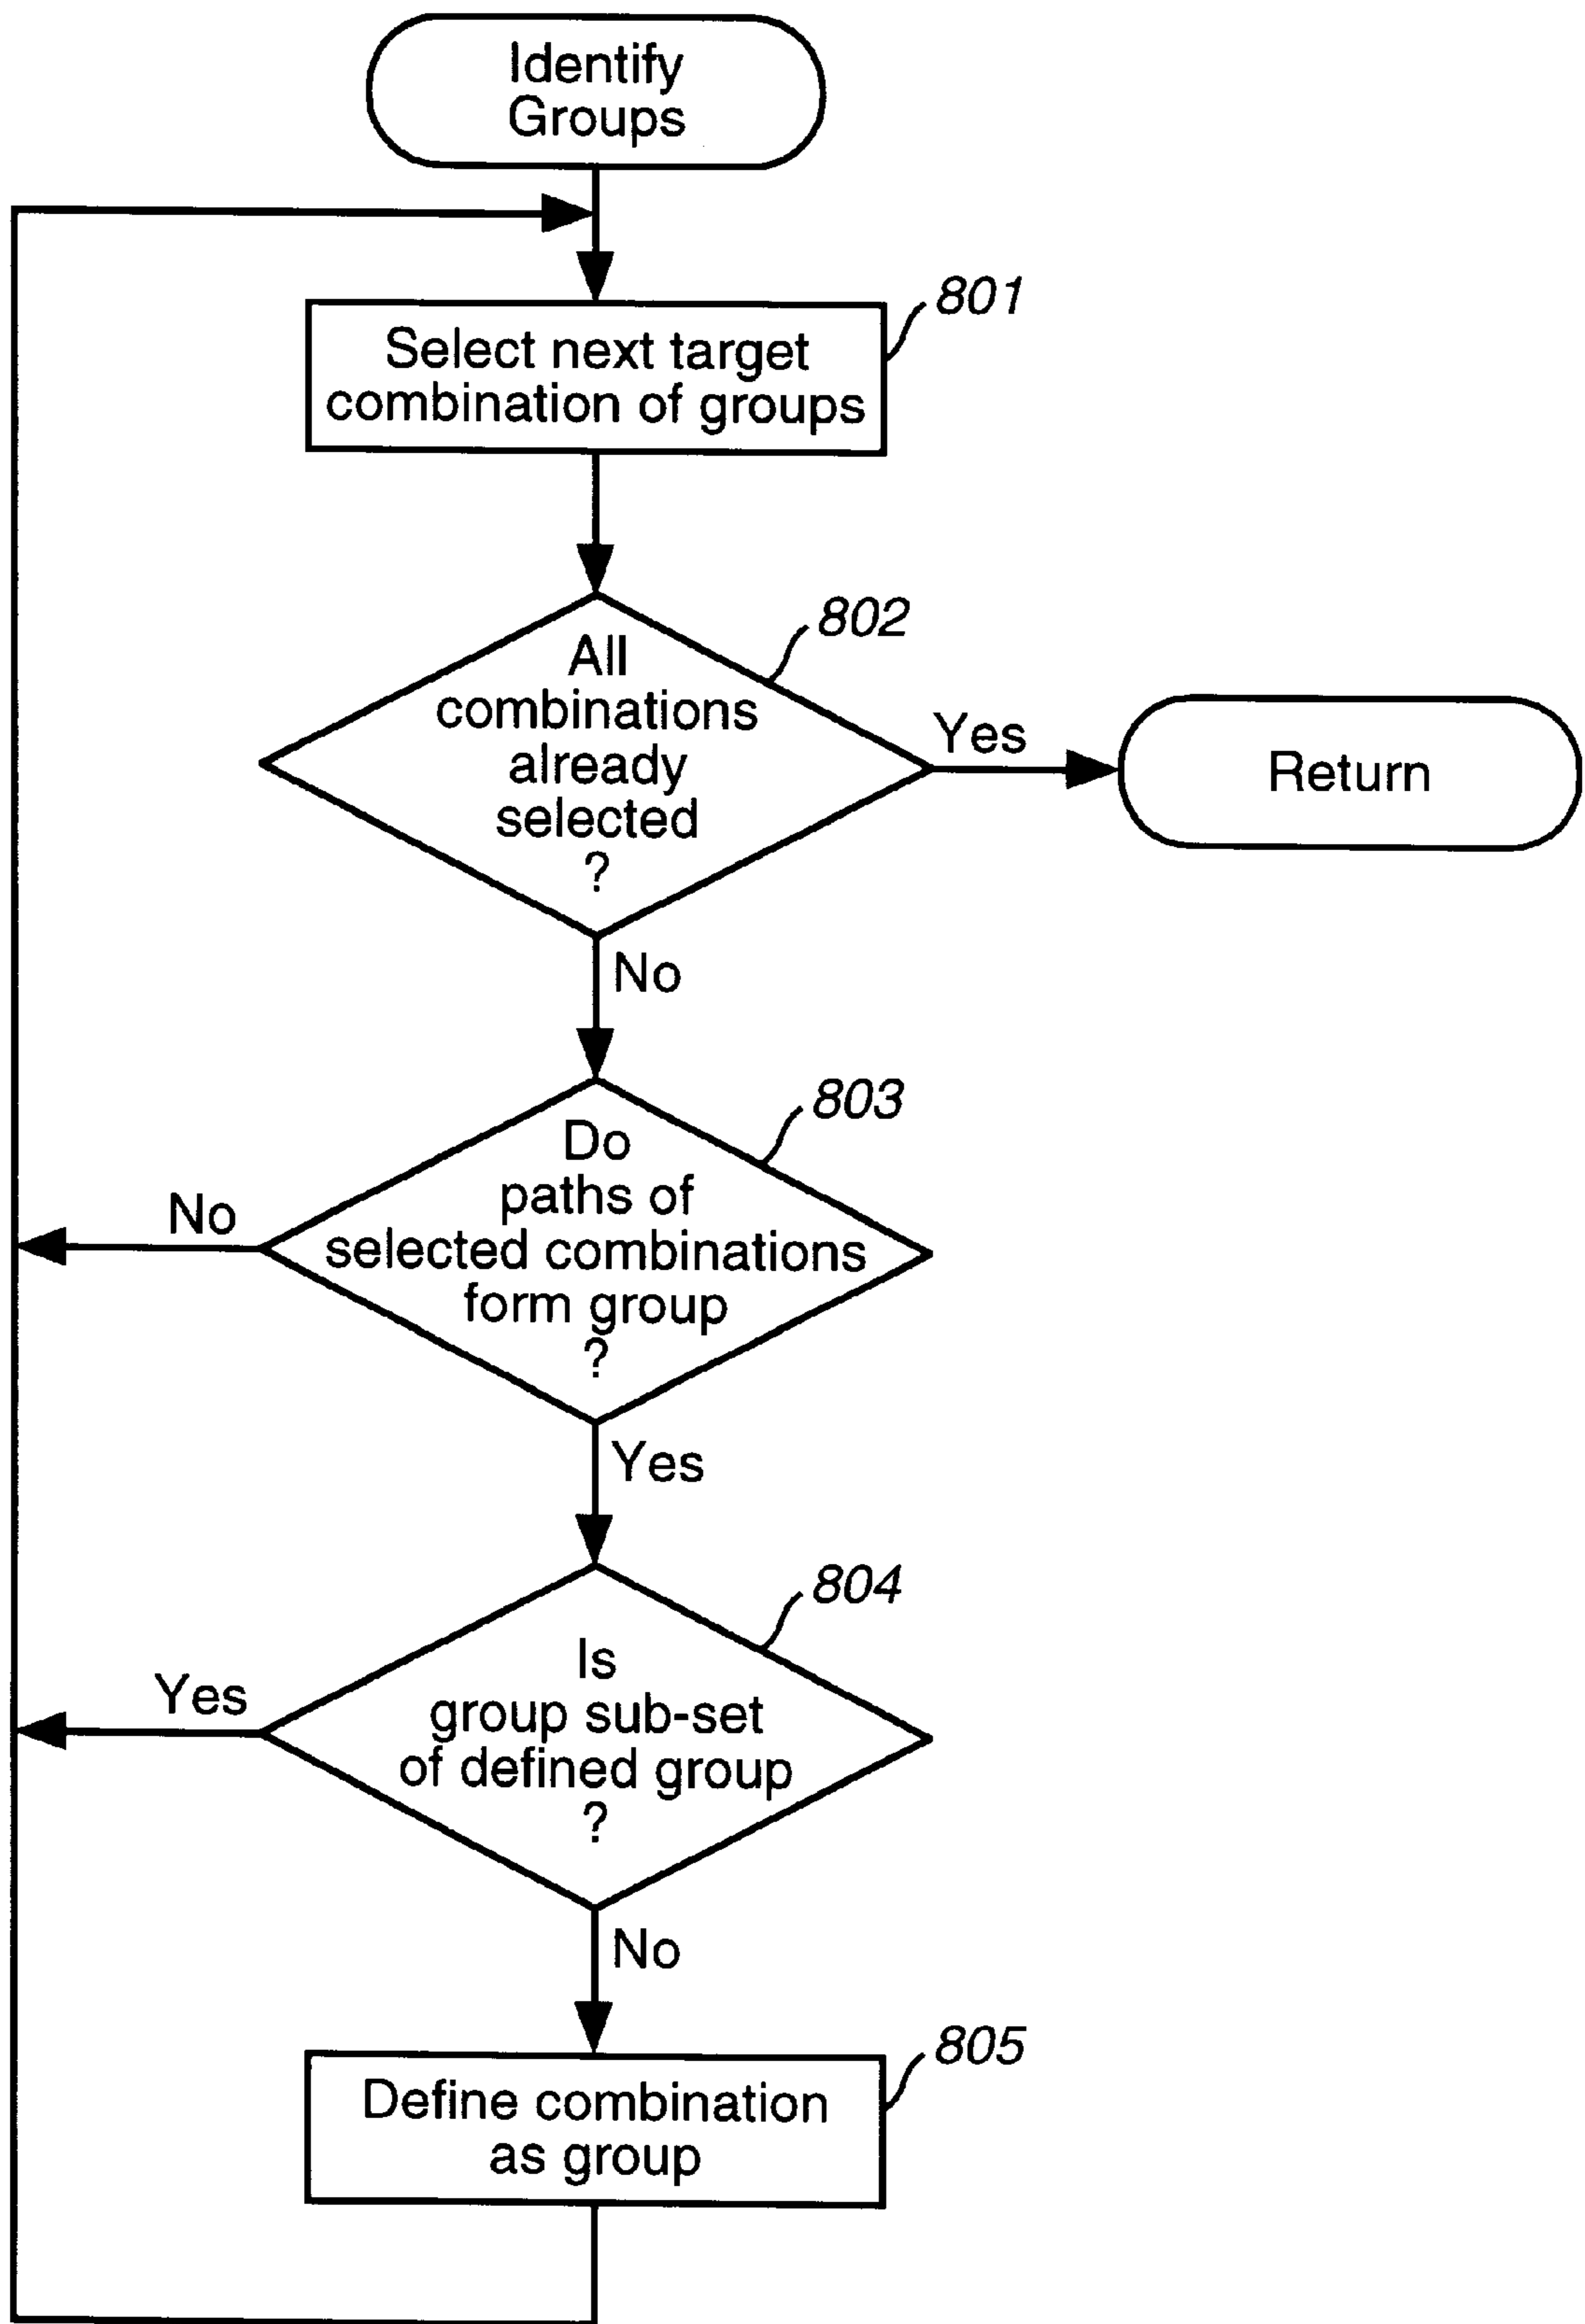 Identify
Groups
801
Select next target
combination of groups
802
All
combinations
already
selected
?
Yes
Return
No
803
Do
paths of
selected combinations
form group
?
No
Yes
804
Is
group sub-set
of defined group
?
Yes
No
805
Define combination
as group